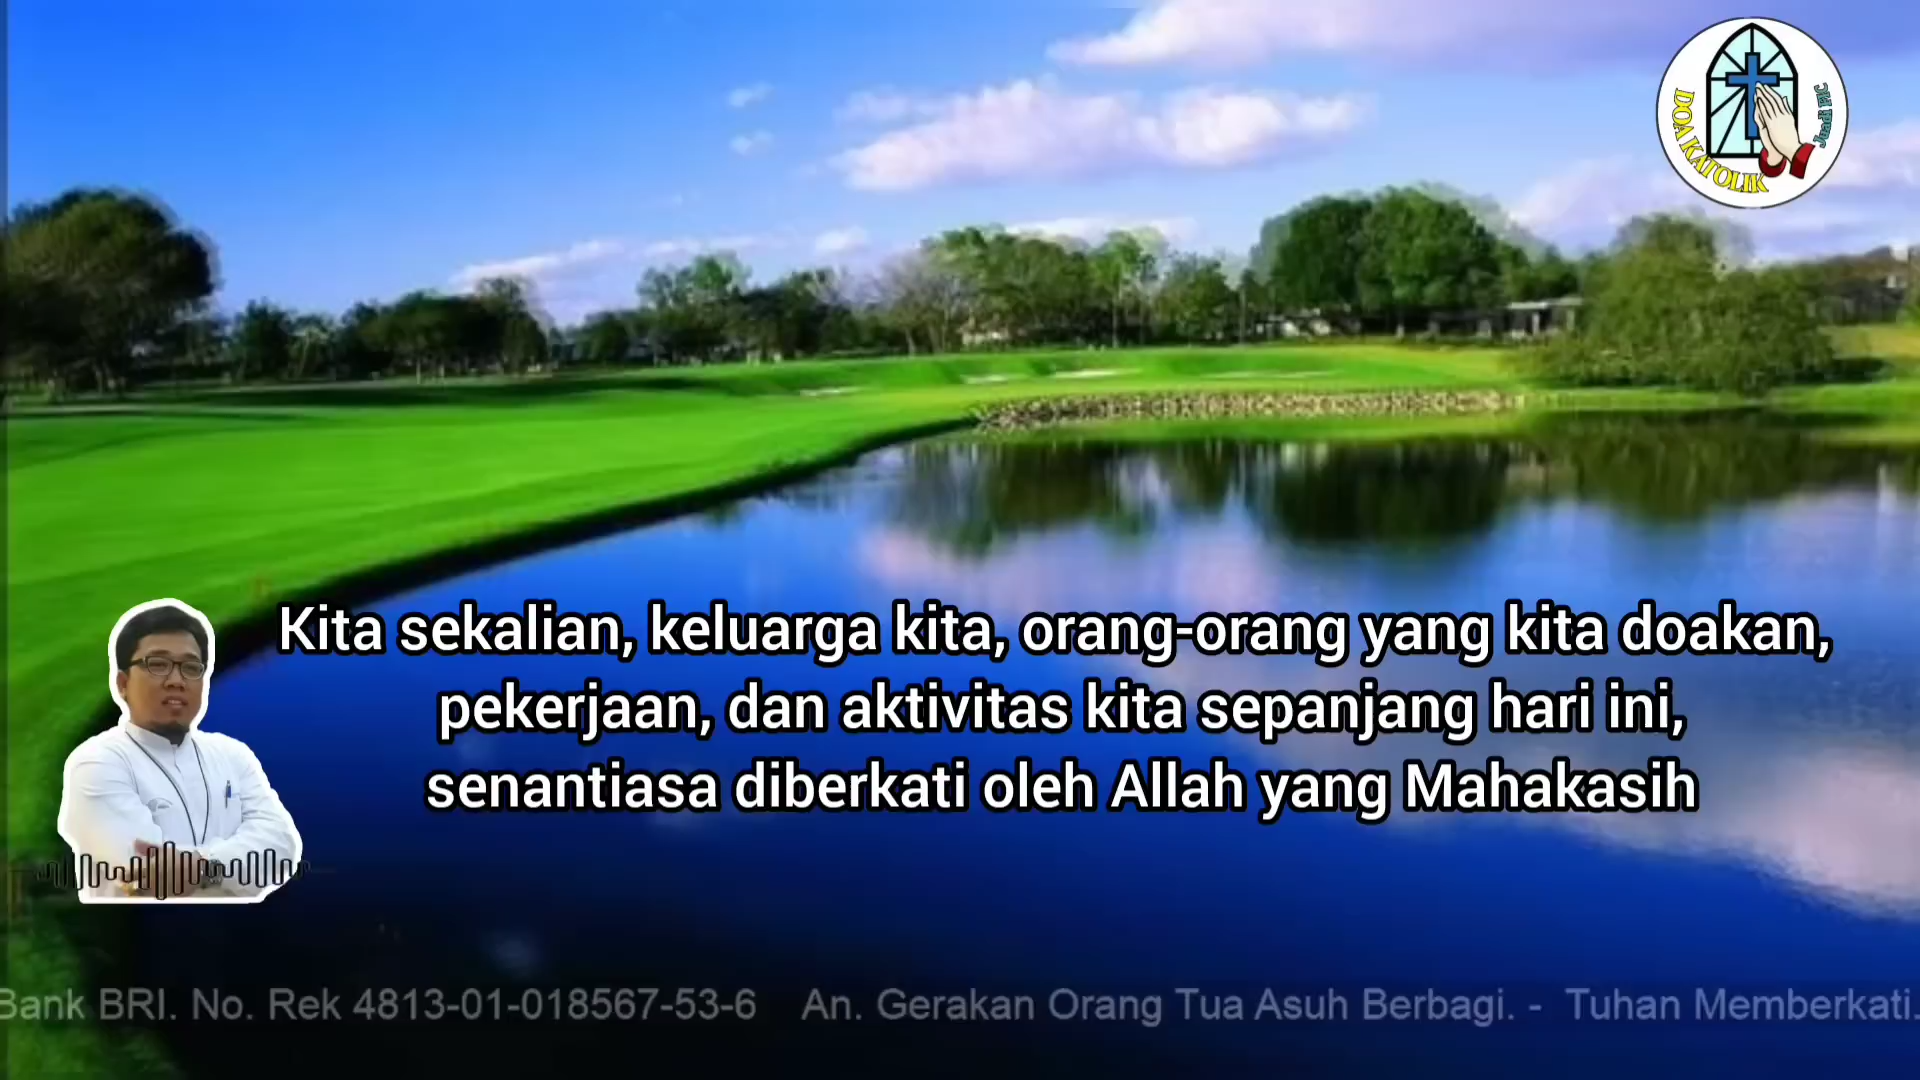 DOA KATOLIK
Juadi PIC
Kita sekalian, keluarga kita, orang-orang yang kita doakan,
pekerjaan, dan aktivitas kita sepanjang hari ini,
senantiasa diberkati oleh Allah yang Mahakasih
Bank BRI. No. Rek 4813-01-018567-53-6 An. Gerakan Orang Tua Asuh Berbagi. - Tuhan Memberkati.